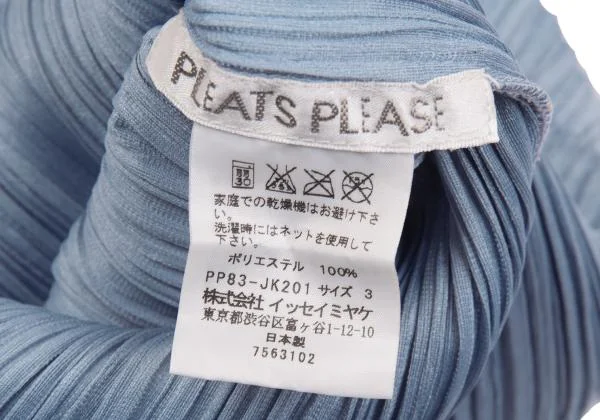 PLEATS PLEASE
家庭での乾燥機はお避け下さ
い。
洗濯時にはネットを使用して
下さい。
ポリエステル 100%
PP83-JK201 サイズ 3
株式会社 イッセイミヤケ
東京都渋谷区富ヶ谷1-12-10
日本製
7563102